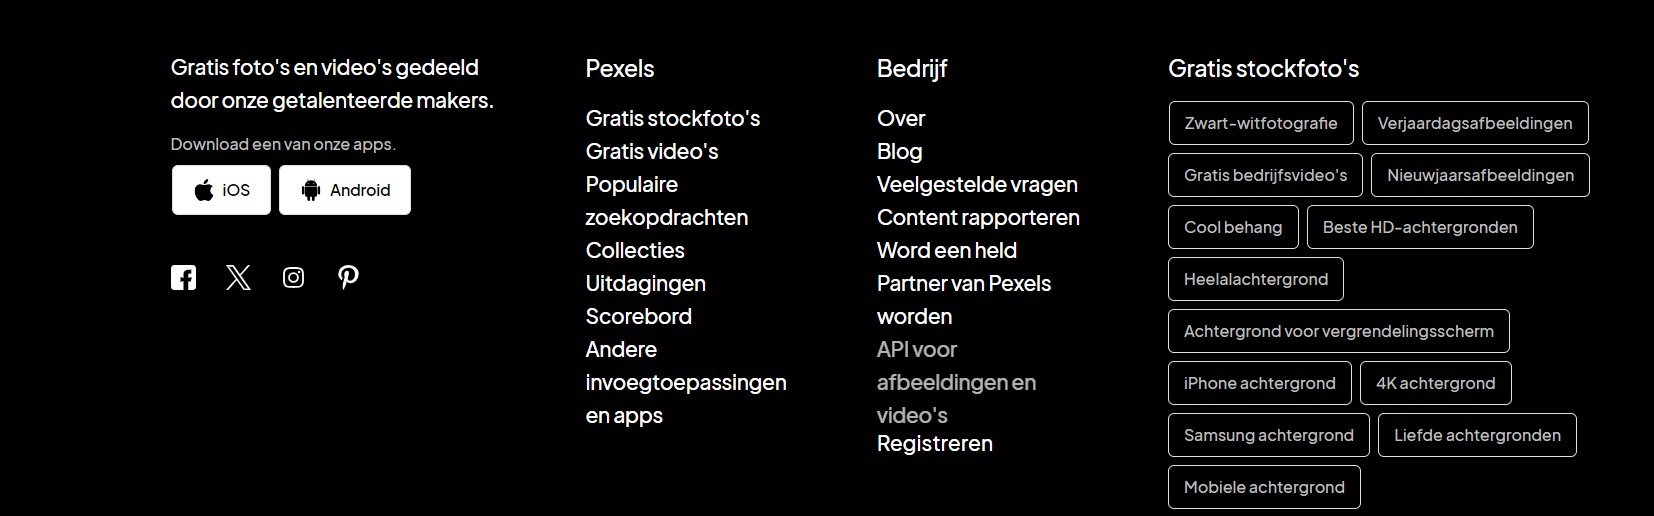 Gratis foto's en video's gedeeld
door onze getalenteerde makers.
Download een van onze apps.
iOS
Android
Pexels
Gratis stockfoto's
Gratis video's
Populaire
zoekopdrachten
Collecties
Uitdagingen
Scorebord
Andere
invoegtoepassingen
en apps
Bedrijf
Over
Blog
Veelgestelde vragen
Content rapporteren
Word een held
Partner van Pexels
worden
API voor
afbeeldingen en
video's
Registreren
Gratis stockfoto's
Zwart-witfotografie
Verjaardagsafbeeldingen
Gratis bedrijfsvideo's
Nieuwjaarsafbeeldingen
Cool behang
Beste HD-achtergronden
Heelalachtergrond
Achtergrond voor vergrendelingsscherm
iPhone achtergrond
4K achtergrond
Samsung achtergrond
Liefde achtergronden
Mobiele achtergrond